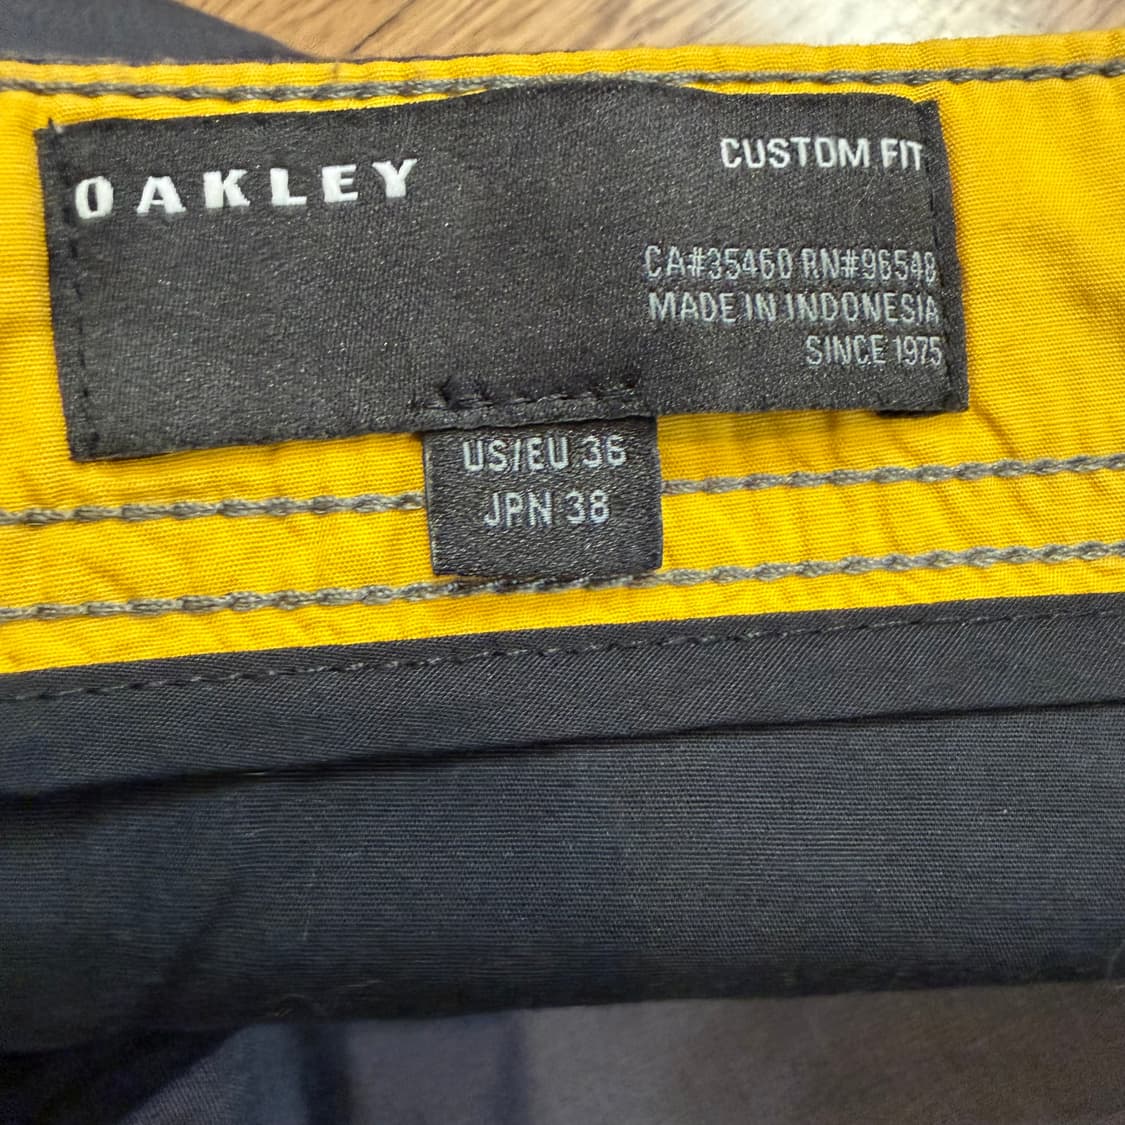 OAKLEY
CUSTOM FIT
CA#35460 RN#96548
MADE IN INDONESIA
SINCE 1975
US/EU 36
JPN 38